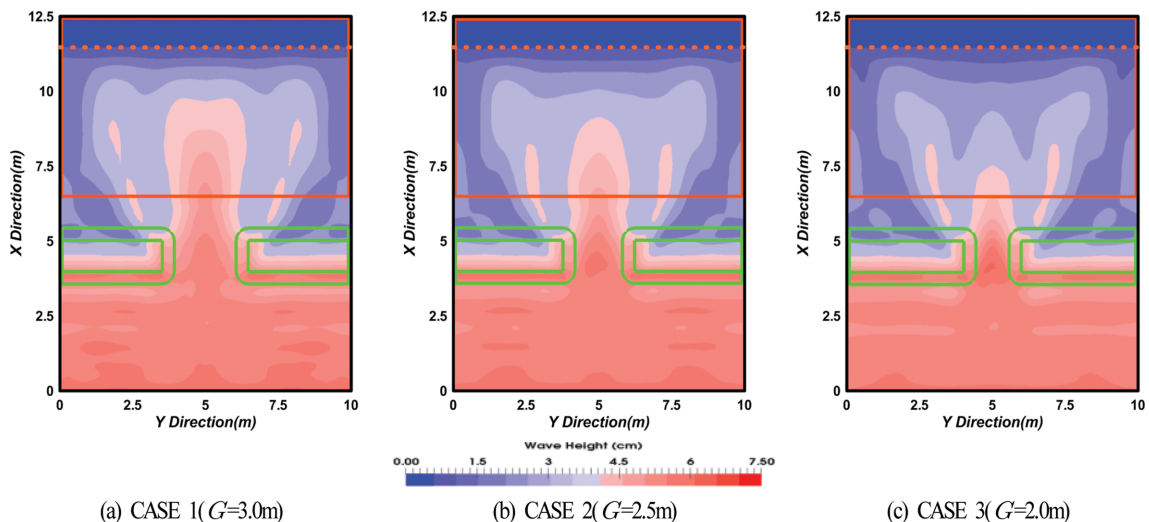 12.5
10
7.5
5
2.5
0
X Direction(m)
0 2.5 5 7.5 10
Y Direction(m)
12.5
10
7.5
5
2.5
0
X Direction(m)
0 2.5 5 7.5 10
Y Direction(m)
12.5
10
7.5
5
2.5
0
X Direction(m)
0 2.5 5 7.5 10
Y Direction(m)
Wave Height (cm)
0.00 1.5 3 4.5 6 7.50
(a) CASE 1( G=3.0m)
(b) CASE 2( G=2.5m)
(c) CASE 3( G=2.0m)